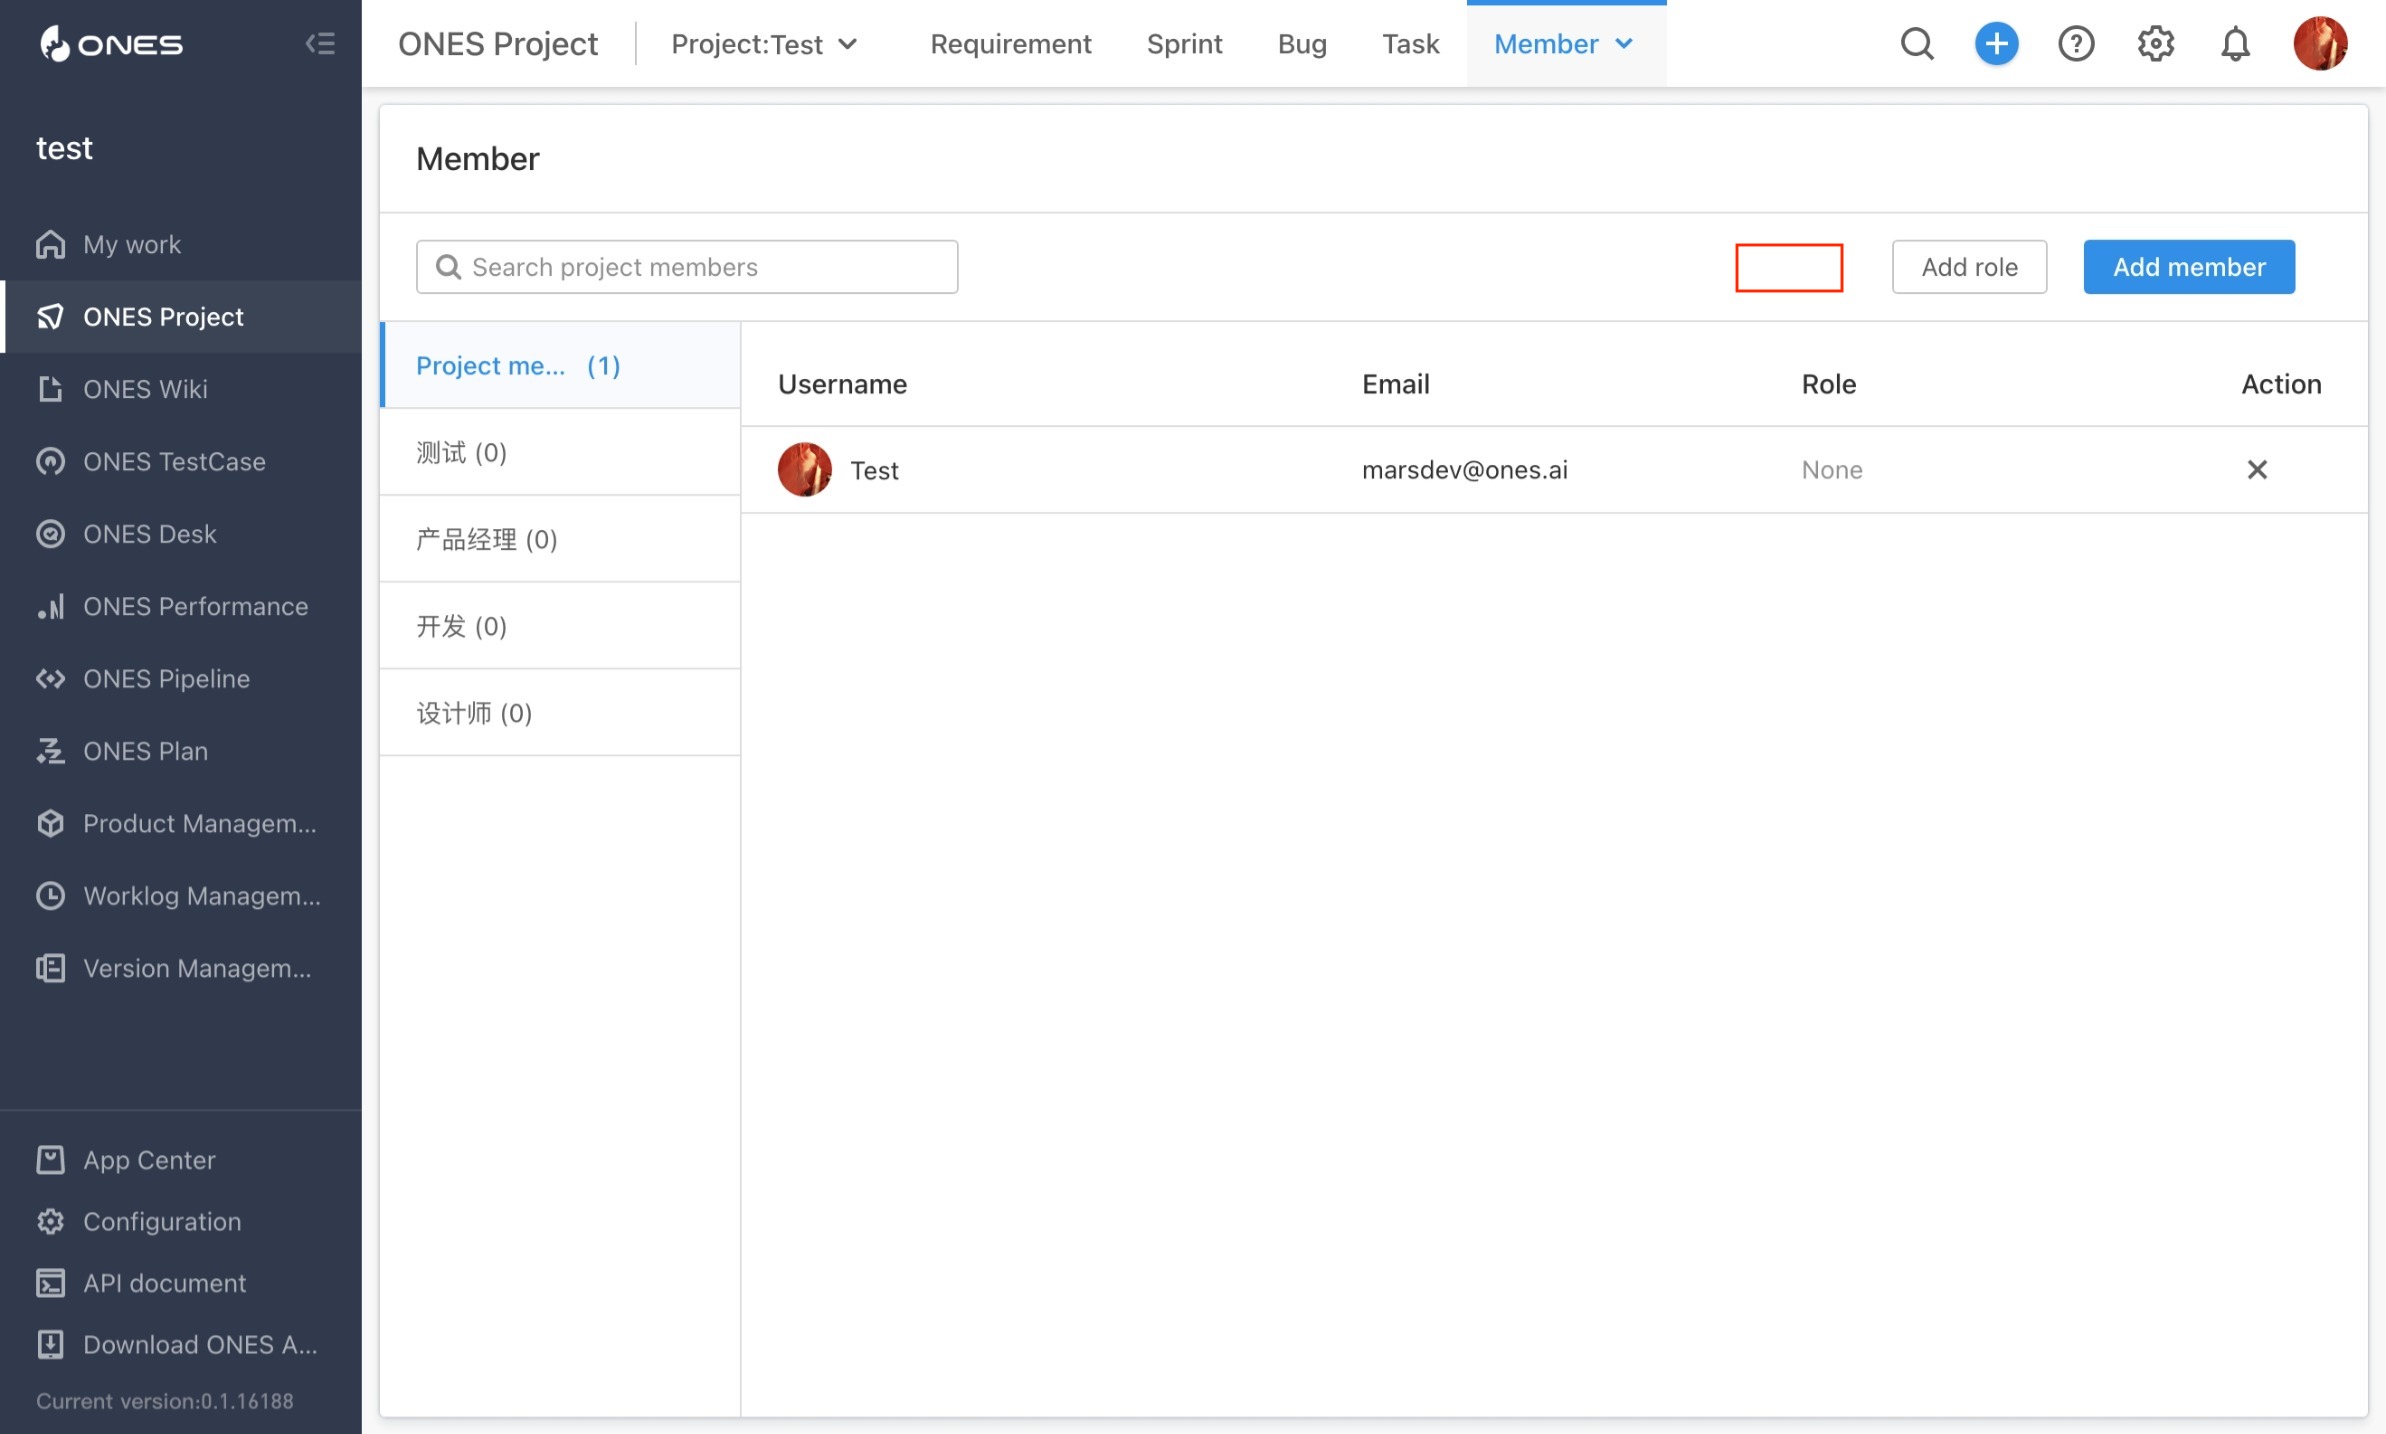 ONES
test
My work
ONES Project
ONES Wiki
ONES TestCase
ONES Desk
ONES Performance
ONES Pipeline
ONES Plan
Product Managem...
Worklog Managem...
Version Managem...
App Center
Configuration
API document
Download ONES A...
Current version:0.1.16188
ONES Project
Project:Test
Requirement
Sprint
Bug
Task
Member
Member
Search project members
Add role
Add member
Project me... (1)
测试 (0)
产品经理 (0)
开发 (0)
设计师 (0)
Username Email Role Action
Test marsdev@ones.ai None